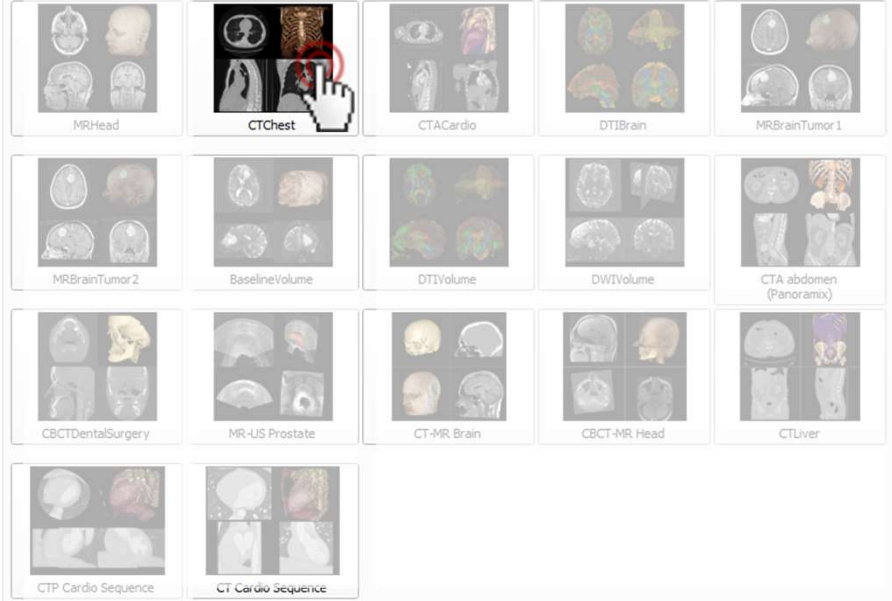 MRHead
CTChest
CTACardio
DTIBrain
MRBrainTumor1
MRBrainTumor2
BaselineVolume
DTIVolume
DWIVolume
CTA abdomen
(Panoramix)
CBCTDentalSurgery
MR-US Prostate
CT-MR Brain
CBCT-MR Head
CTLiver
CTP Cardio Sequence
CT Cardio Sequence